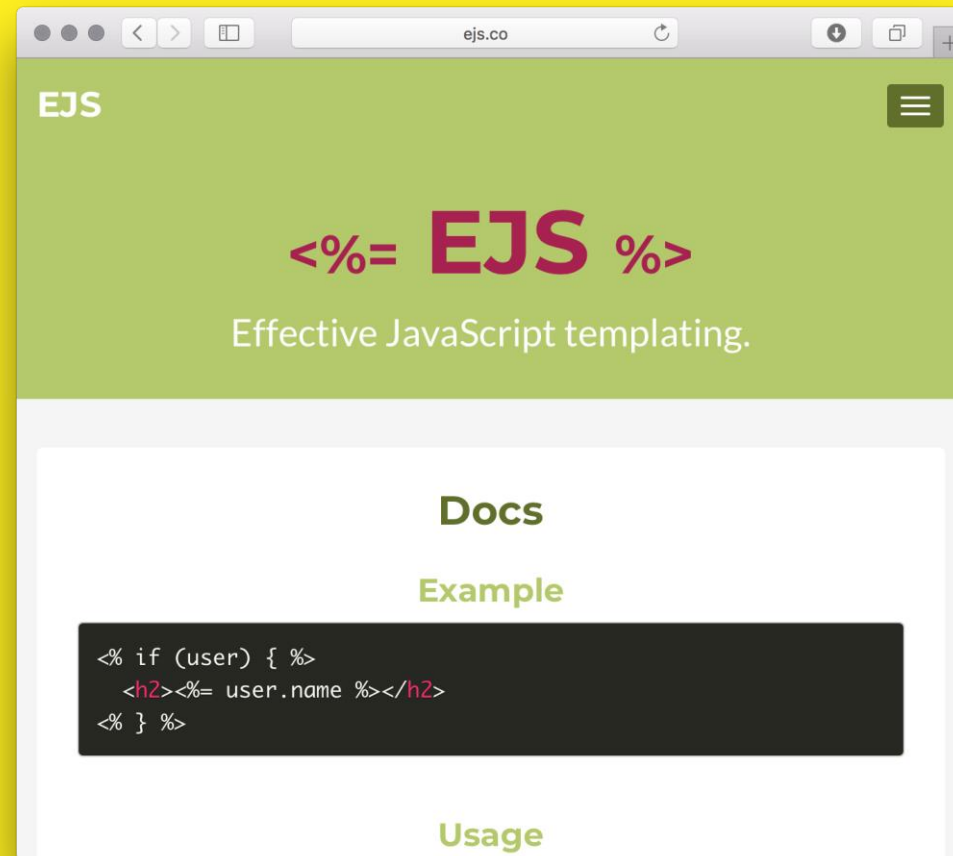 ejs.co
EJS
<%= EJS %>
Effective JavaScript templating.
Docs
Example
<% if (user) { %>
  <h2><%= user.name %></h2>
<% } %>
Usage